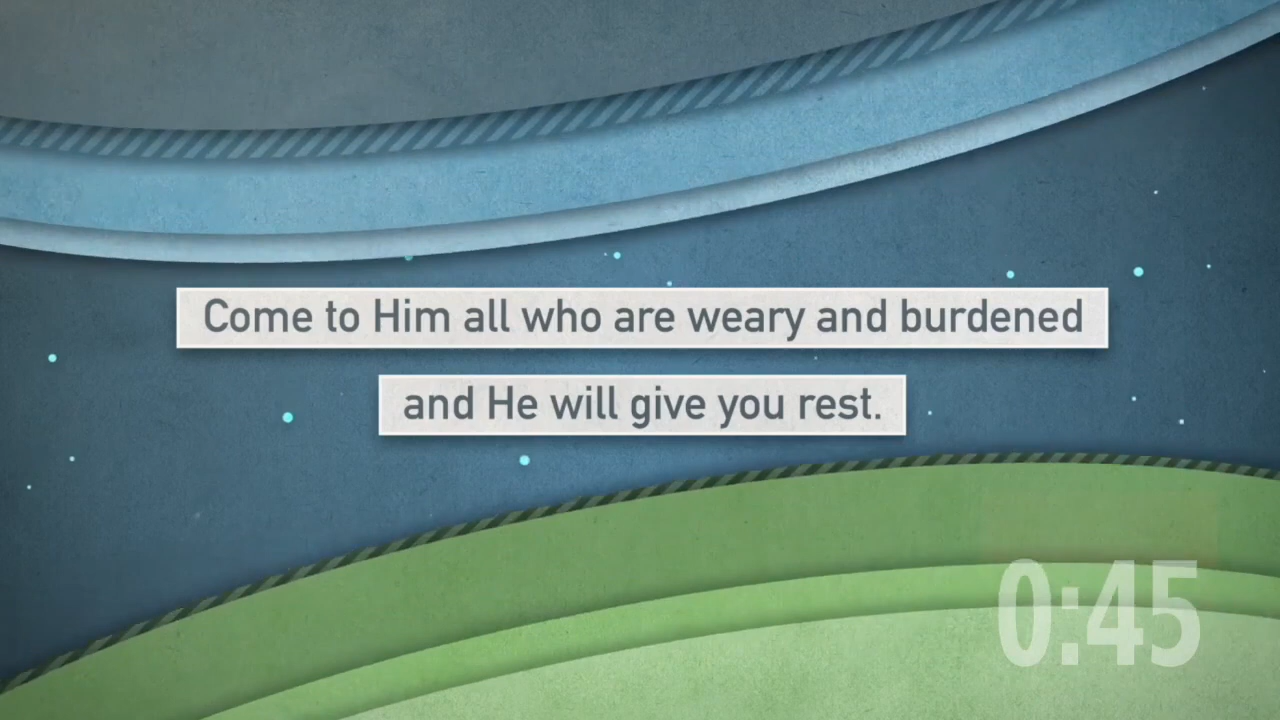 Come to Him all who are weary and burdened
and He will give you rest.
0:45